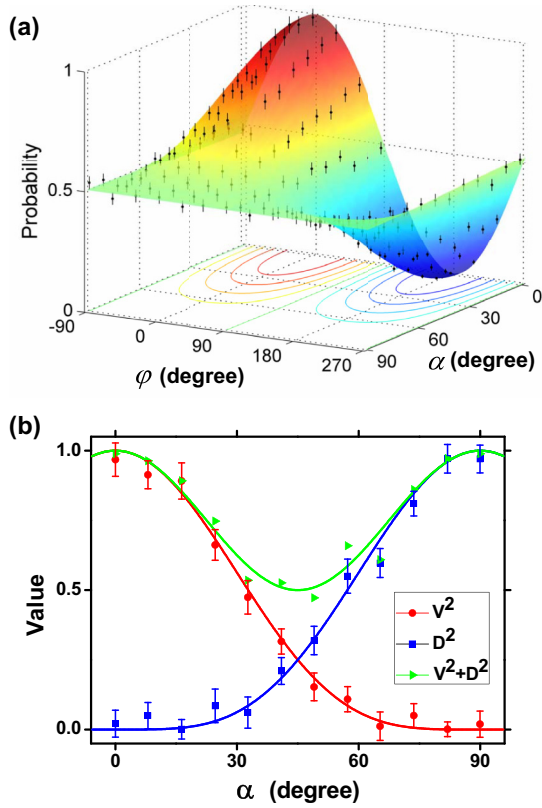 (a)
1
0.5
0
Probability
-90
0
90
180
270
φ (degree)
90
60
30
0
α (degree)
(b)
1.0
0.5
0.0
Value
V²
D²
V²+D²
0
30
60
90
α (degree)